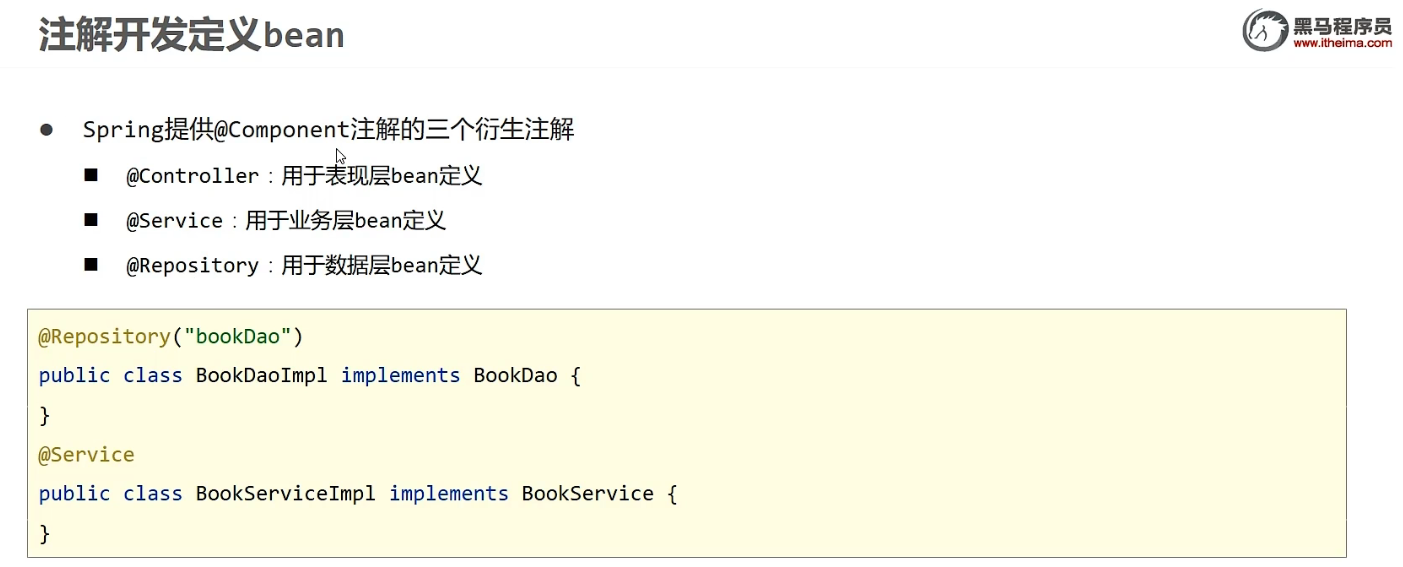 注解开发定义bean
黑马程序员
www.itheima.com
Spring提供@Component注解的三个衍生注解
@Controller：用于表现层bean定义
@Service：用于业务层bean定义
@Repository：用于数据层bean定义
@Repository("bookDao")
public class BookDaoImpl implements BookDao {
}
@Service
public class BookServiceImpl implements BookService {
}